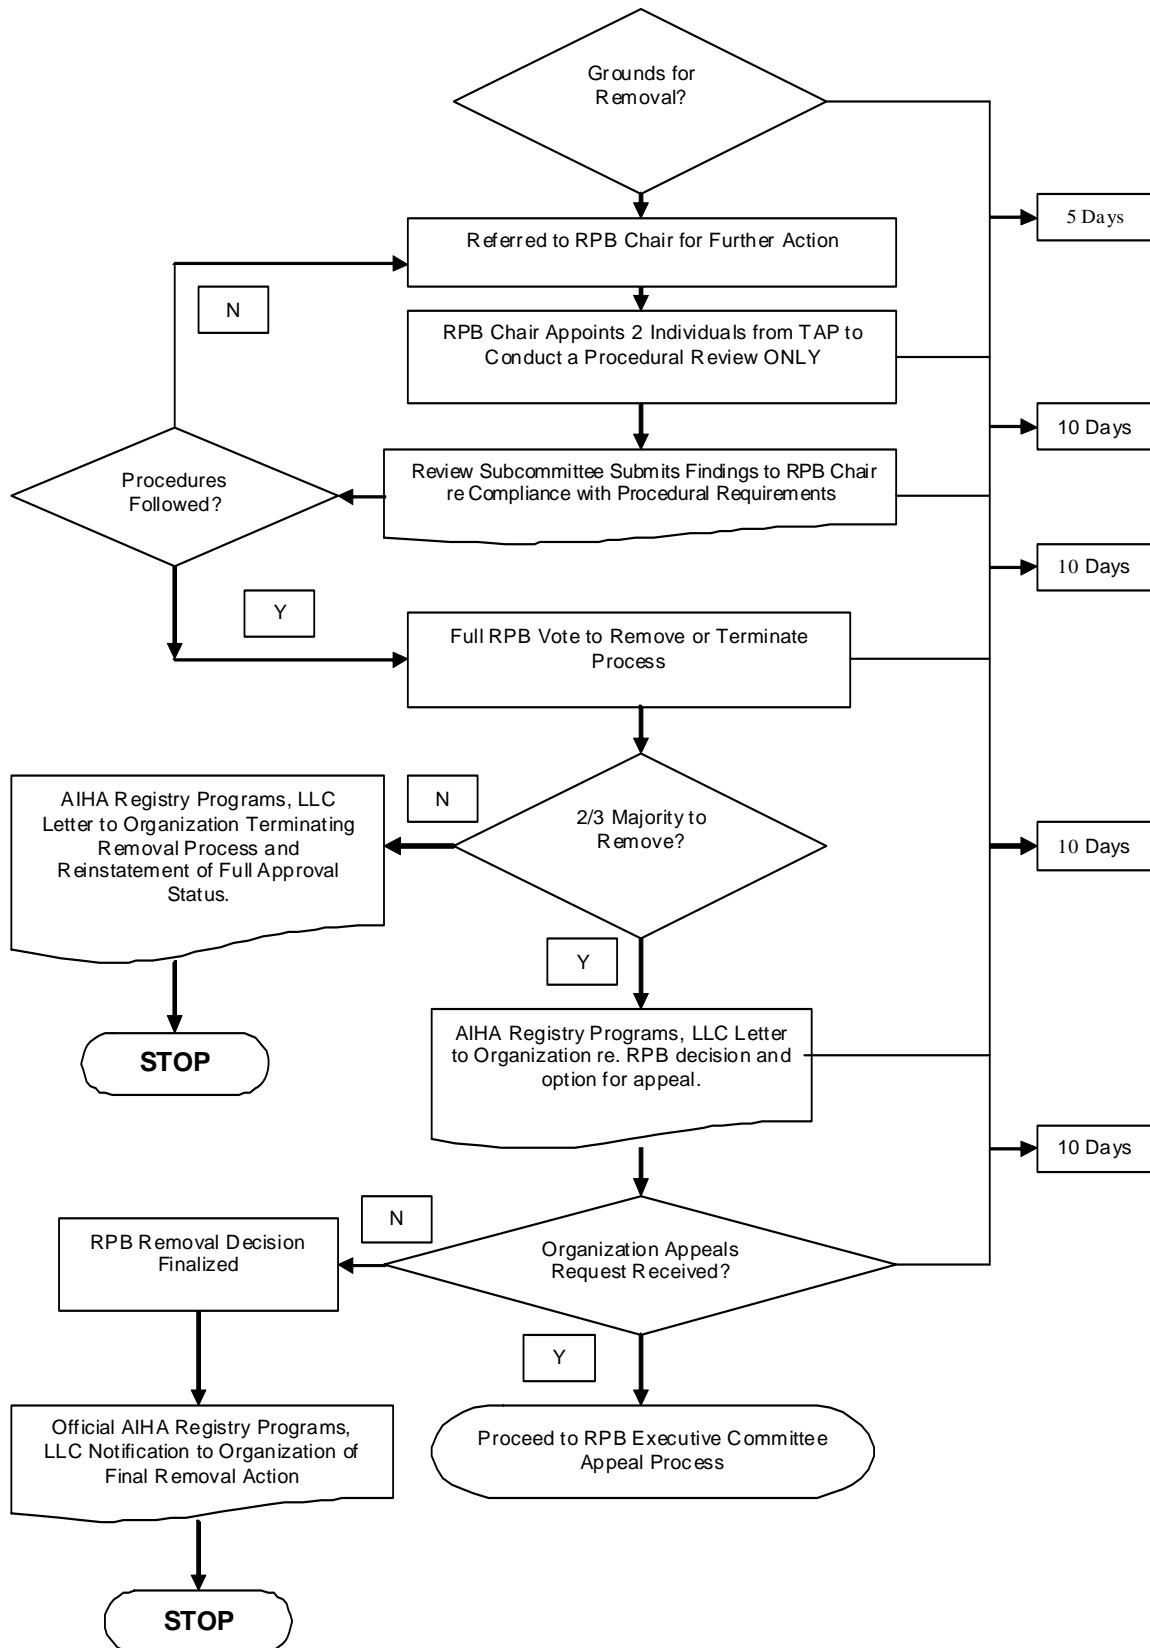 Grounds for
Removal?
5 Days
Referred to RPB Chair for Further Action
N
RPB Chair Appoints 2 Individuals from TAP to
Conduct a Procedural Review ONLY
10 Days
Procedures
Followed?
Review Subcommittee Submits Findings to RPB Chair
re Compliance with Procedural Requirements
10 Days
Y
Full RPB Vote to Remove or Terminate
Process
AIHA Registry Programs, LLC
Letter to Organization Terminating
Removal Process and
Reinstatement of Full Approval
Status.
N
2/3 Majority to
Remove?
10 Days
Y
STOP
AIHA Registry Programs, LLC Letter
to Organization re. RPB decision and
option for appeal.
10 Days
N
RPB Removal Decision
Finalized
Organization Appeals
Request Received?
Y
Official AIHA Registry Programs,
LLC Notification to Organization of
Final Removal Action
Proceed to RPB Executive Committee
Appeal Process
STOP